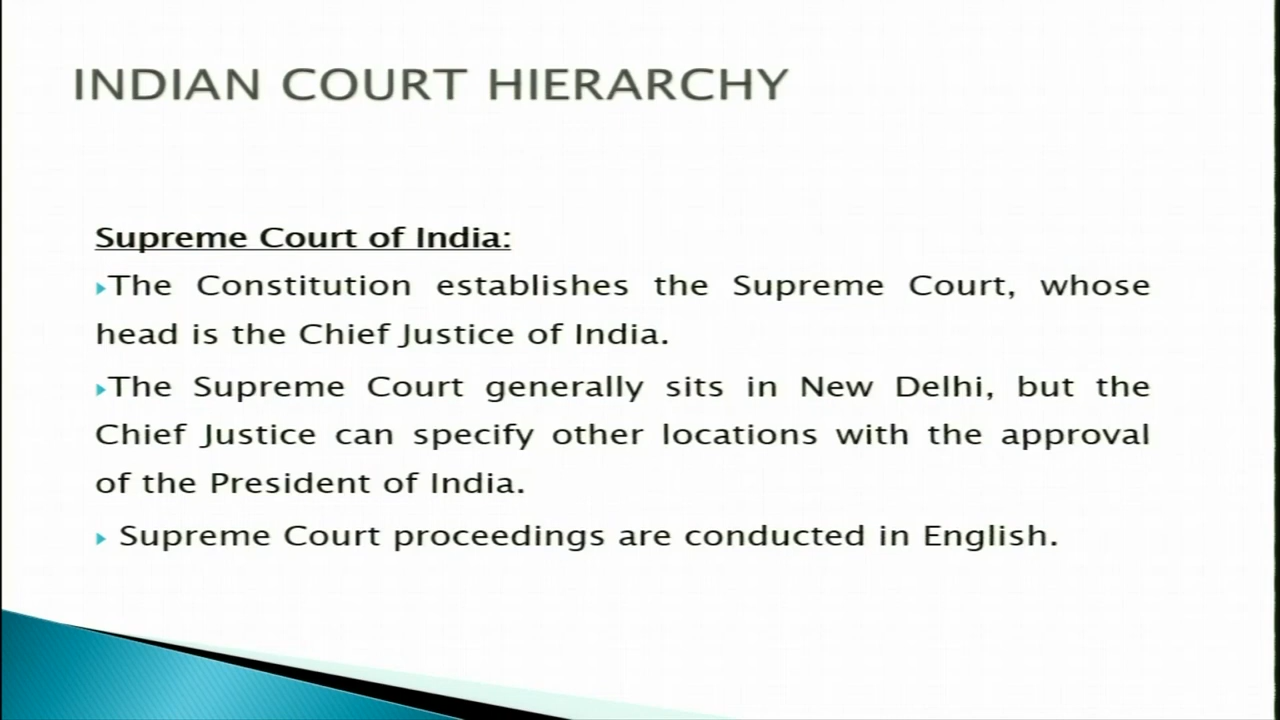 INDIAN COURT HIERARCHY
Supreme Court of India:
The Constitution establishes the Supreme Court, whose
head is the Chief Justice of India.
The Supreme Court generally sits in New Delhi, but the
Chief Justice can specify other locations with the approval
of the President of India.
Supreme Court proceedings are conducted in English.